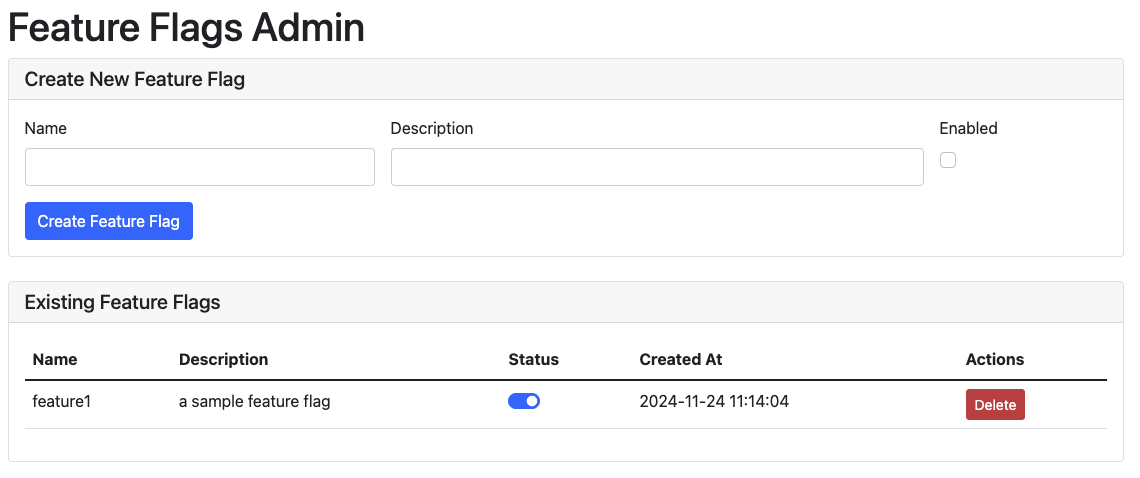 Feature Flags Admin
Create New Feature Flag
Name Description Enabled
Create Feature Flag
Existing Feature Flags
Name Description Status Created At Actions
feature1 a sample feature flag 2024-11-24 11:14:04 Delete